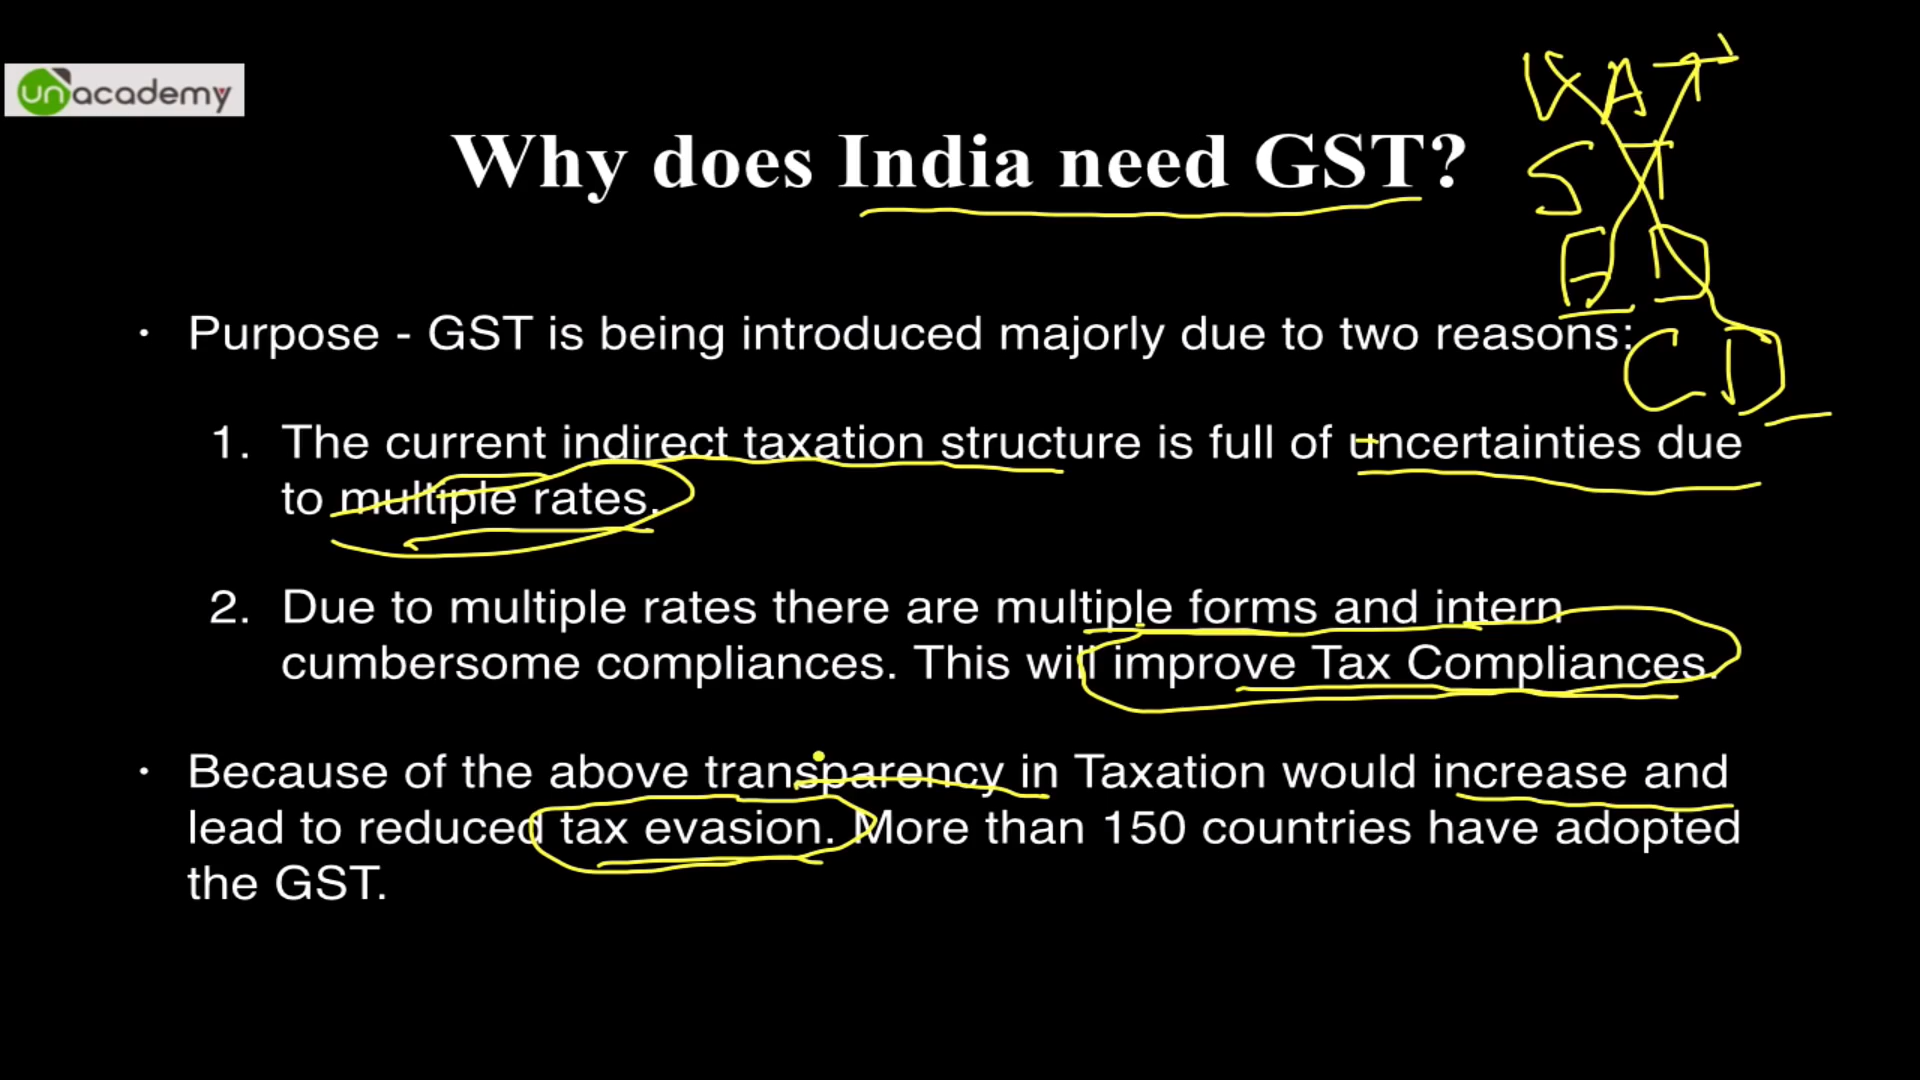 unacademy
Why does India need GST?
VAT
ST
ED
CD
· Purpose - GST is being introduced majorly due to two reasons:
1. The current indirect taxation structure is full of uncertainties due
to multiple rates.
2. Due to multiple rates there are multiple forms and intern
cumbersome compliances. This will improve Tax Compliances.
· Because of the above transparency in Taxation would increase and
lead to reduced tax evasion. More than 150 countries have adopted
the GST.